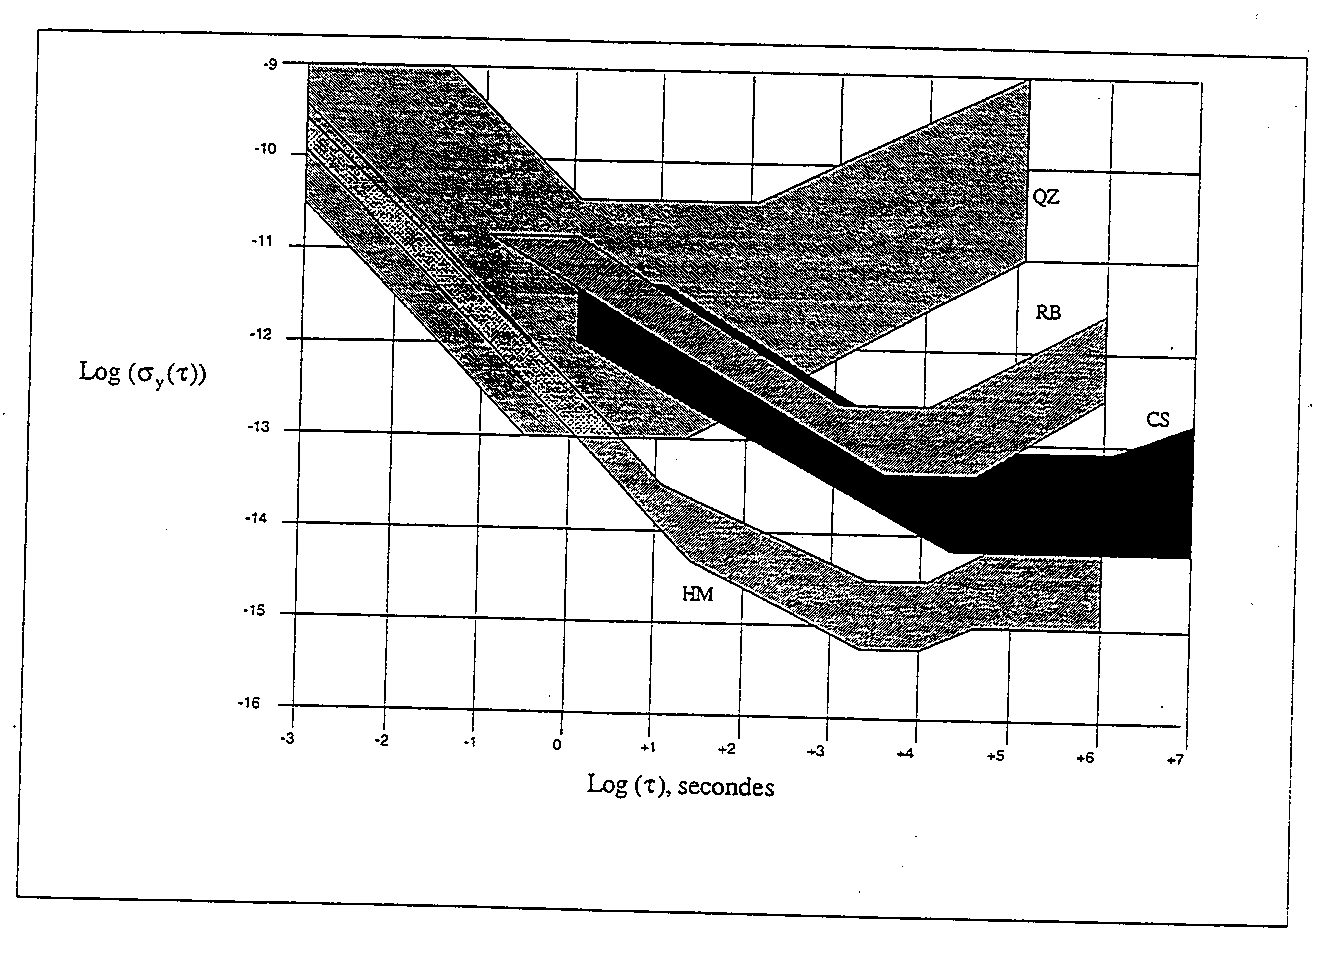 -9
-10
QZ
-11
RB
-12
Log (σy(τ))
CS
-13
-14
HM
-15
-16
-3 -2 -1 0 +1 +2 +3 +4 +5 +6 +7
Log (τ), secondes